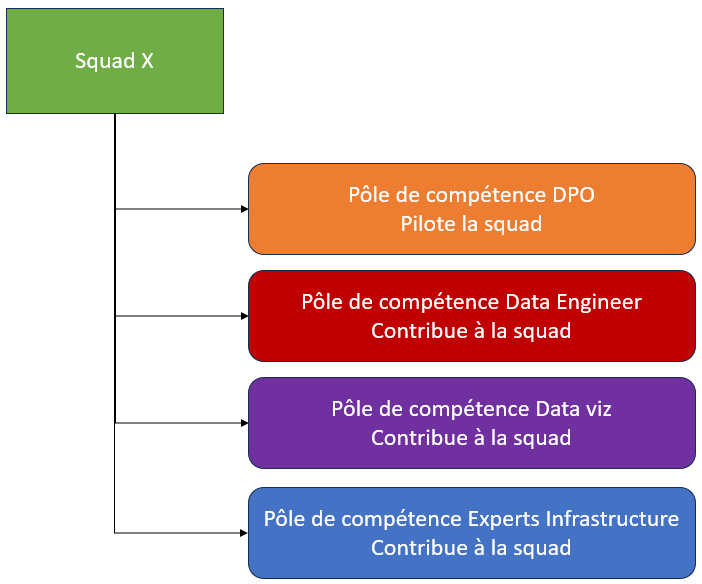 Squad X
Pôle de compétence DPO
Pilote la squad
Pôle de compétence Data Engineer
Contribue à la squad
Pôle de compétence Data viz
Contribue à la squad
Pôle de compétence Experts Infrastructure
Contribue à la squad